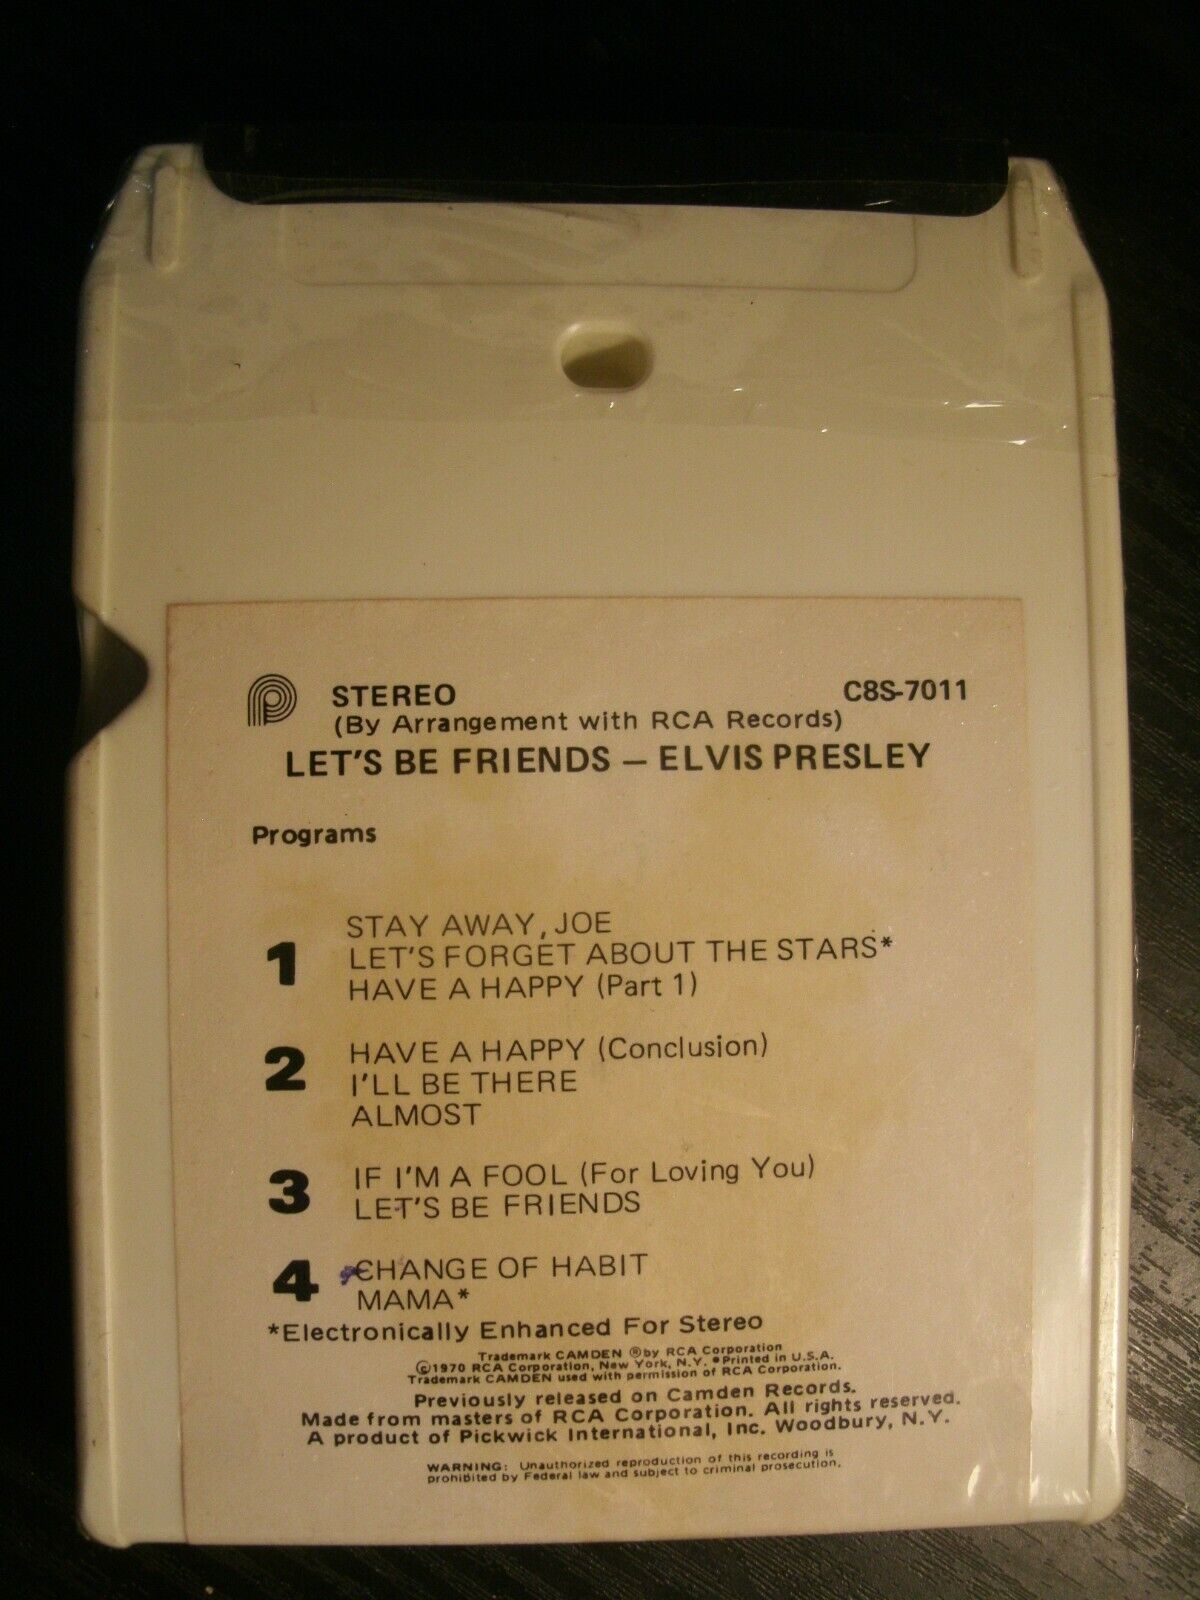 P STEREO C8S-7011
(By Arrangement with RCA Records)
LET'S BE FRIENDS — ELVIS PRESLEY
Programs
1 STAY AWAY, JOE
LET'S FORGET ABOUT THE STARS*
HAVE A HAPPY (Part 1)
2 HAVE A HAPPY (Conclusion)
I'LL BE THERE
ALMOST
3 IF I'M A FOOL (For Loving You)
LET'S BE FRIENDS
4 CHANGE OF HABIT
MAMA*
*Electronically Enhanced For Stereo
Trademark CAMDEN ® by RCA Corporation
©1970 RCA Corporation, New York, N.Y. • Printed in U.S.A.
Trademark CAMDEN used with permission of RCA Corporation.
Previously released on Camden Records.
Made from masters of RCA Corporation. All rights reserved.
A product of Pickwick International, Inc. Woodbury, N.Y.
WARNING: Unauthorized reproduction of this recording is
prohibited by Federal law and subject to criminal prosecution.